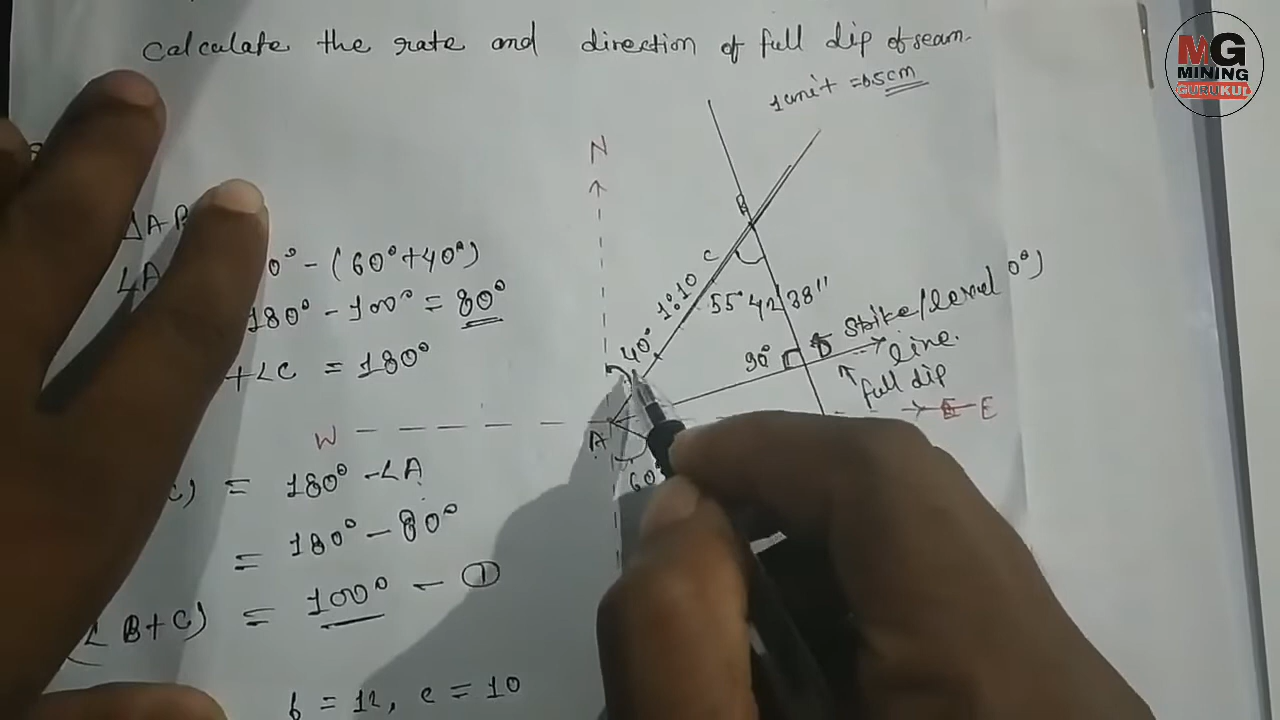 Calculate the rate and direction of full dip of seam.
1 unit = 0.5cm
MG
MINING
GURUKUL
N
B
ΔAB
∠A
0° - (60° + 40°)
180° - 100° = 80°
C
1:10
55° 42' 38"
40°
90°
Strike/level 0°)
line.
full dip
+∠C = 180°
W
A
E E
60°
C) = 180° - ∠A
= 180° - 80°
(∠B+C) = 100° - ①
b = 12, c = 10